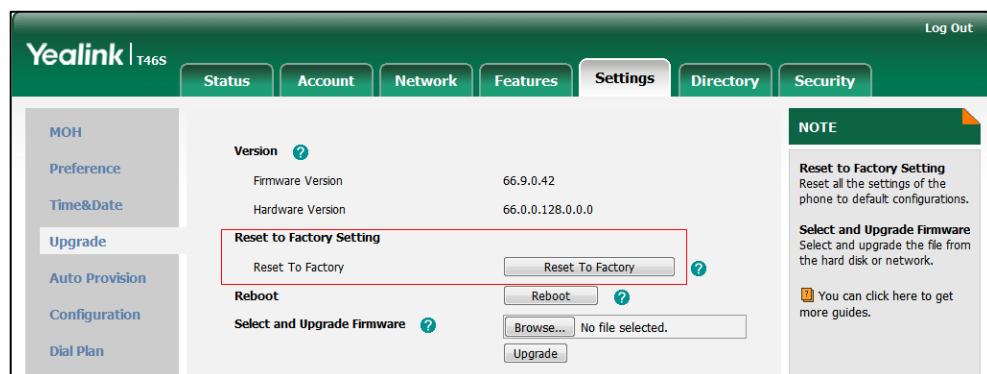 Log Out
Yealink | T46S
Status Account Network Features Settings Directory Security
MOH
Preference
Time&Date
Upgrade
Auto Provision
Configuration
Dial Plan
Version ?
Firmware Version 66.9.0.42
Hardware Version 66.0.0.128.0.0.0
Reset to Factory Setting
Reset To Factory Reset To Factory ?
Reboot Reboot ?
Select and Upgrade Firmware ? Browse... No file selected.
Upgrade
NOTE
Reset to Factory Setting
Reset all the settings of the
phone to default configurations.
Select and Upgrade Firmware
Select and upgrade the file from
the hard disk or network.
? You can click here to get
more guides.